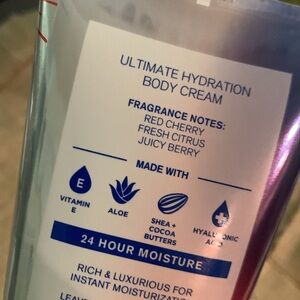 ULTIMATE HYDRATION
BODY CREAM
FRAGRANCE NOTES:
RED CHERRY
FRESH CITRUS
JUICY BERRY
MADE WITH
E
VITAMIN
E
ALOE
SHEA +
COCOA
BUTTERS
HYALURONIC
ACID
24 HOUR MOISTURE
RICH & LUXURIOUS FOR
INSTANT MOISTURIZATI